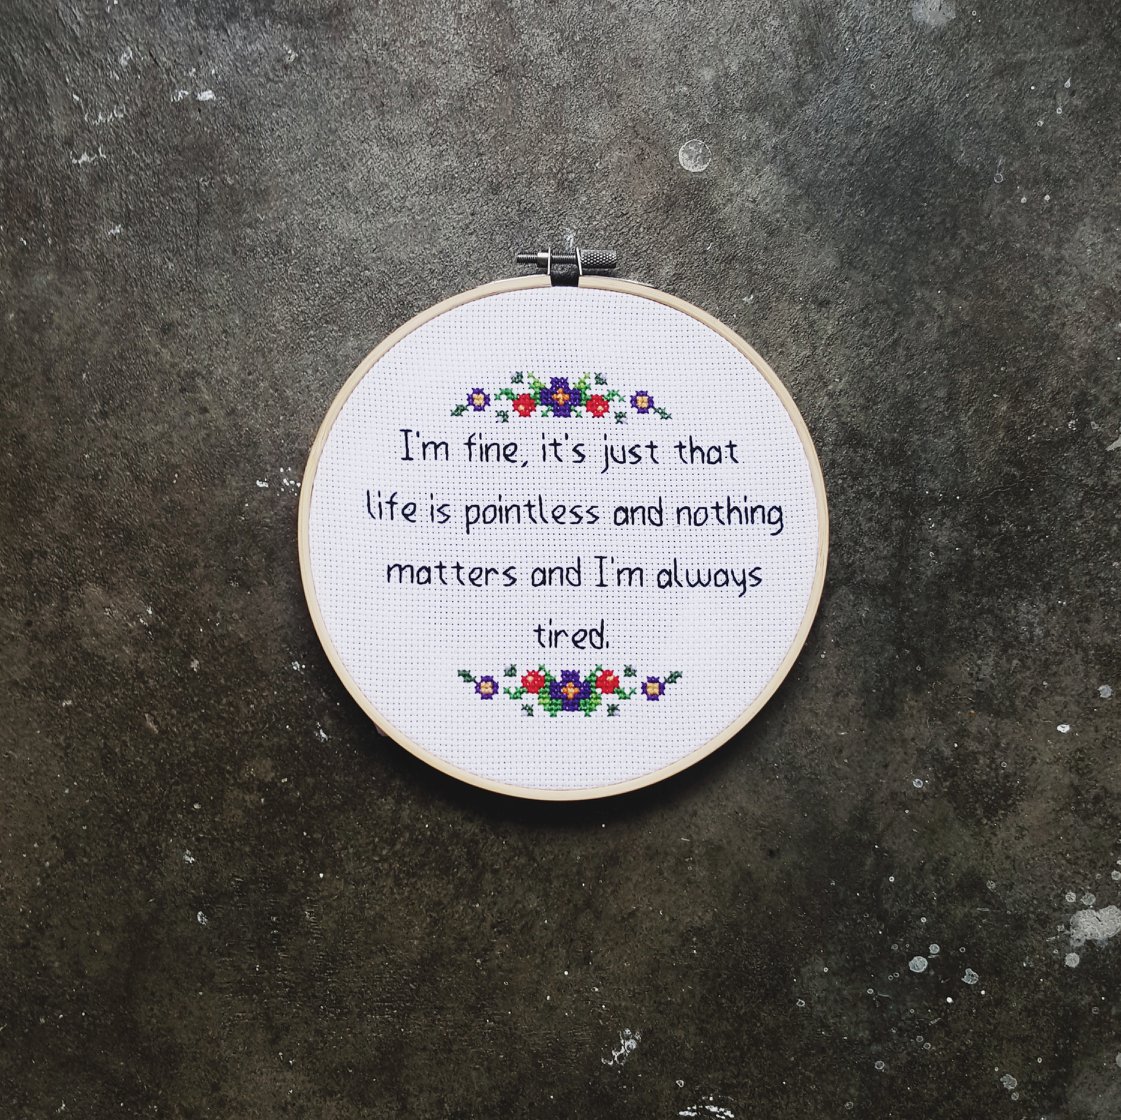 I'm fine, it's just that
life is pointless and nothing
matters and I'm always
tired.